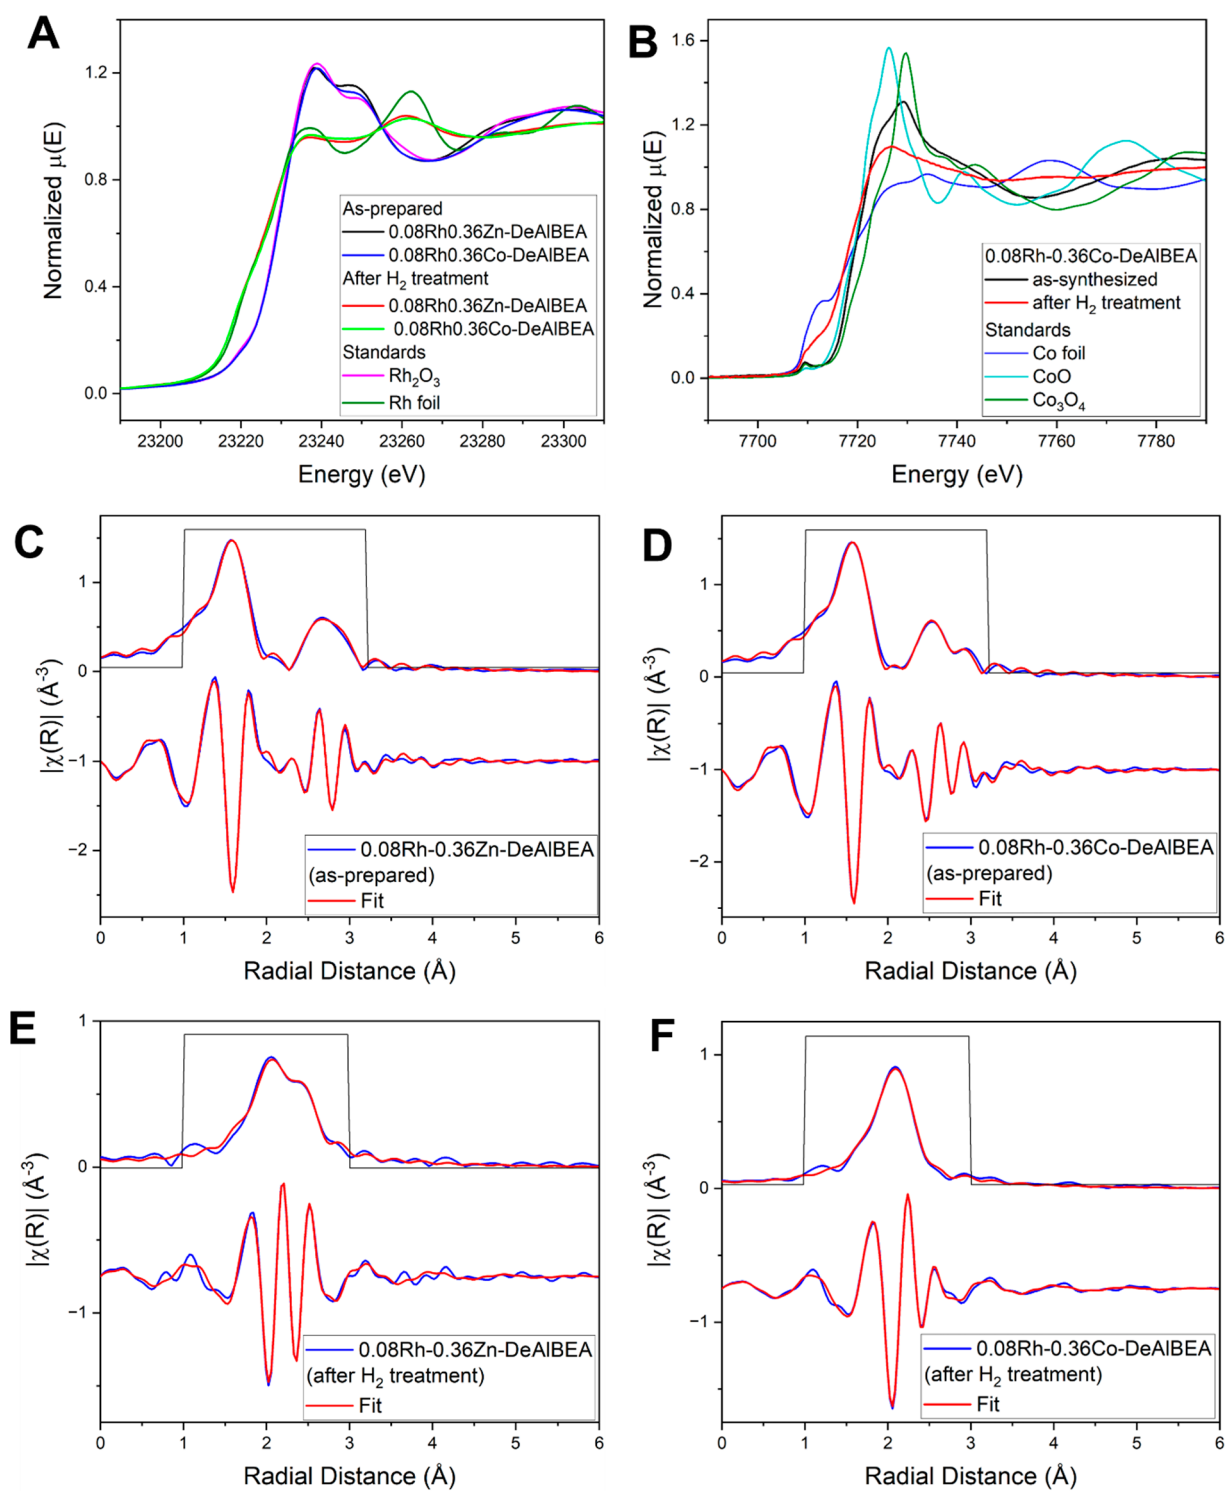 A
Normalized μ(E)
1.2
0.8
0.4
0.0
As-prepared
0.08Rh0.36Zn-DeAlBEA
0.08Rh0.36Co-DeAlBEA
After H2 treatment
0.08Rh0.36Zn-DeAlBEA
0.08Rh0.36Co-DeAlBEA
Standards
Rh2O3
Rh foil
23200 23220 23240 23260 23280 23300
Energy (eV)
B
Normalized μ(E)
1.6
1.2
0.8
0.4
0.0
0.08Rh-0.36Co-DeAlBEA
as-synthesized
after H2 treatment
Standards
Co foil
CoO
Co3O4
7700 7720 7740 7760 7780
Energy (eV)
C
|χ(R)| (Å-3)
1
0
−1
−2
0.08Rh-0.36Zn-DeAlBEA
(as-prepared)
Fit
0 1 2 3 4 5 6
Radial Distance (Å)
D
|χ(R)| (Å-3)
1
0
−1
−2
0.08Rh-0.36Co-DeAlBEA
(as-prepared)
Fit
0 1 2 3 4 5 6
Radial Distance (Å)
E
|χ(R)| (Å-3)
1
0
−1
0.08Rh-0.36Zn-DeAlBEA
(after H2 treatment)
Fit
0 1 2 3 4 5 6
Radial Distance (Å)
F
|χ(R)| (Å-3)
1
0
−1
0.08Rh-0.36Co-DeAlBEA
(after H2 treatment)
Fit
0 1 2 3 4 5 6
Radial Distance (Å)